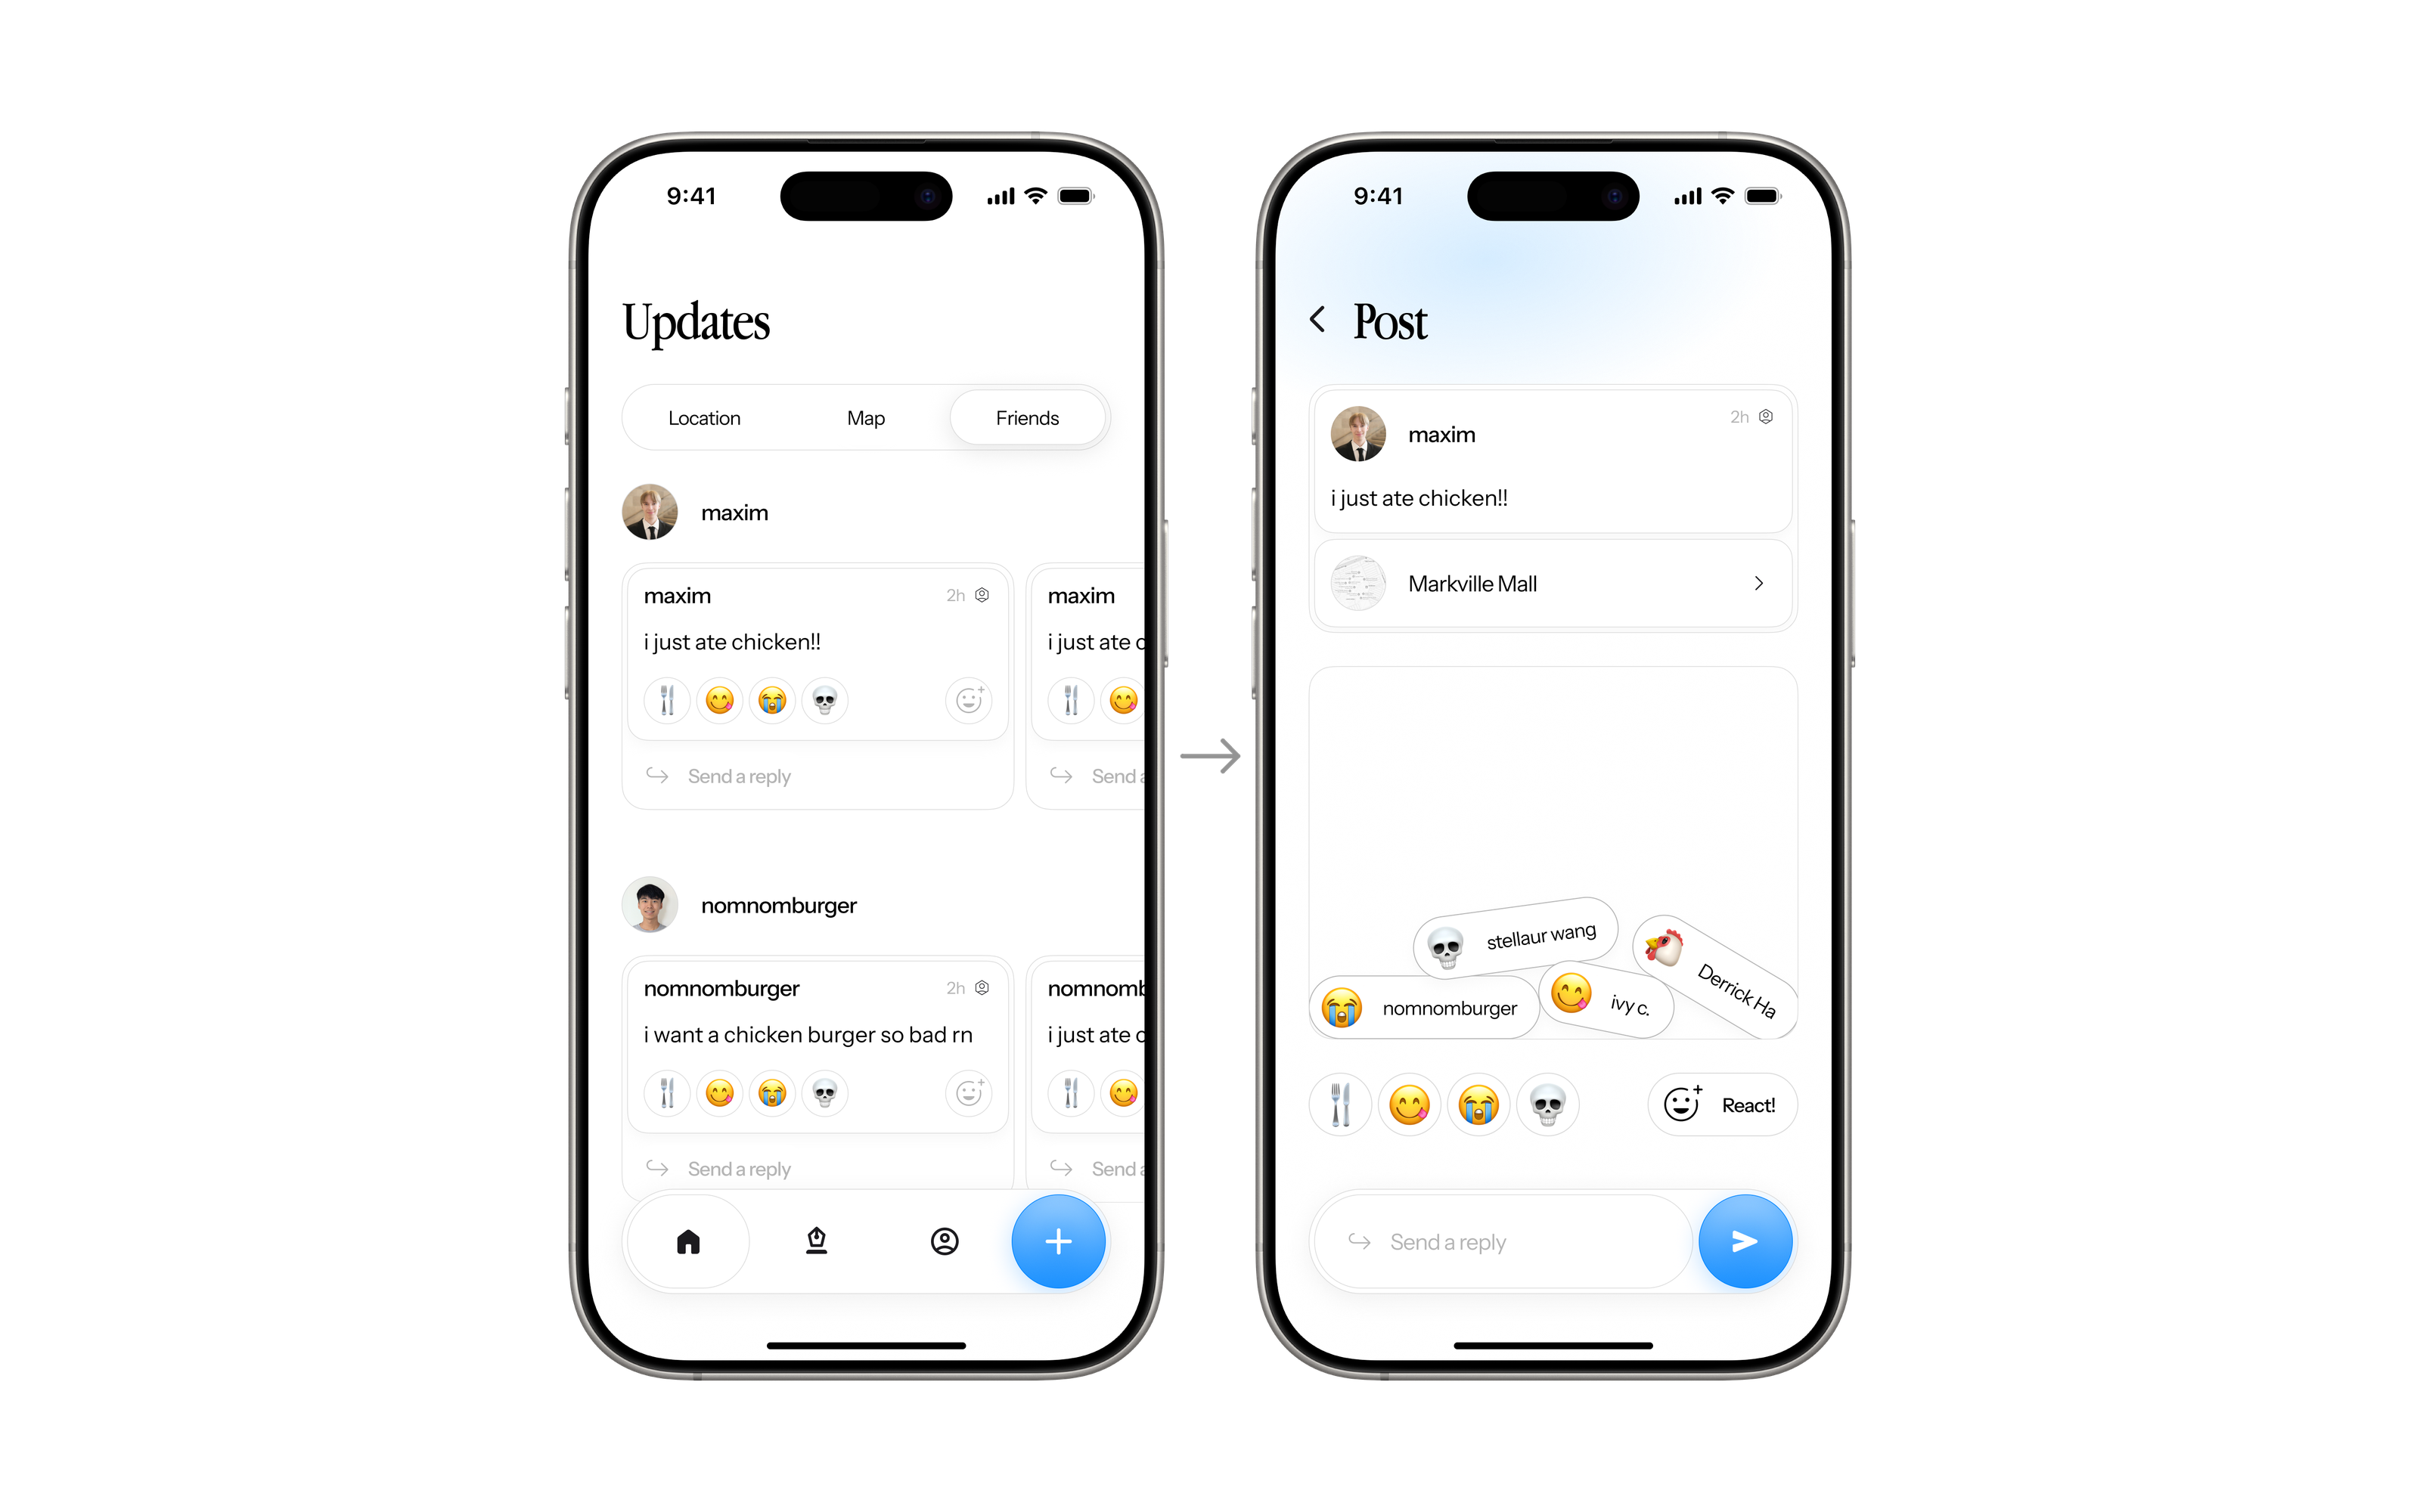 9:41
Updates
Location Map Friends
maxim
maxim 2h
i just ate chicken!!
Send a reply
maxim
i just ate c
Send a
nomnomburger
nomnomburger 2h
i want a chicken burger so bad rn
Send a reply
nomnomb
i just ate c
Send a
9:41
Post
maxim 2h
i just ate chicken!!
Markville Mall
stellaur wang
Derrick Ha
nomnomburger
ivy c.
React!
Send a reply